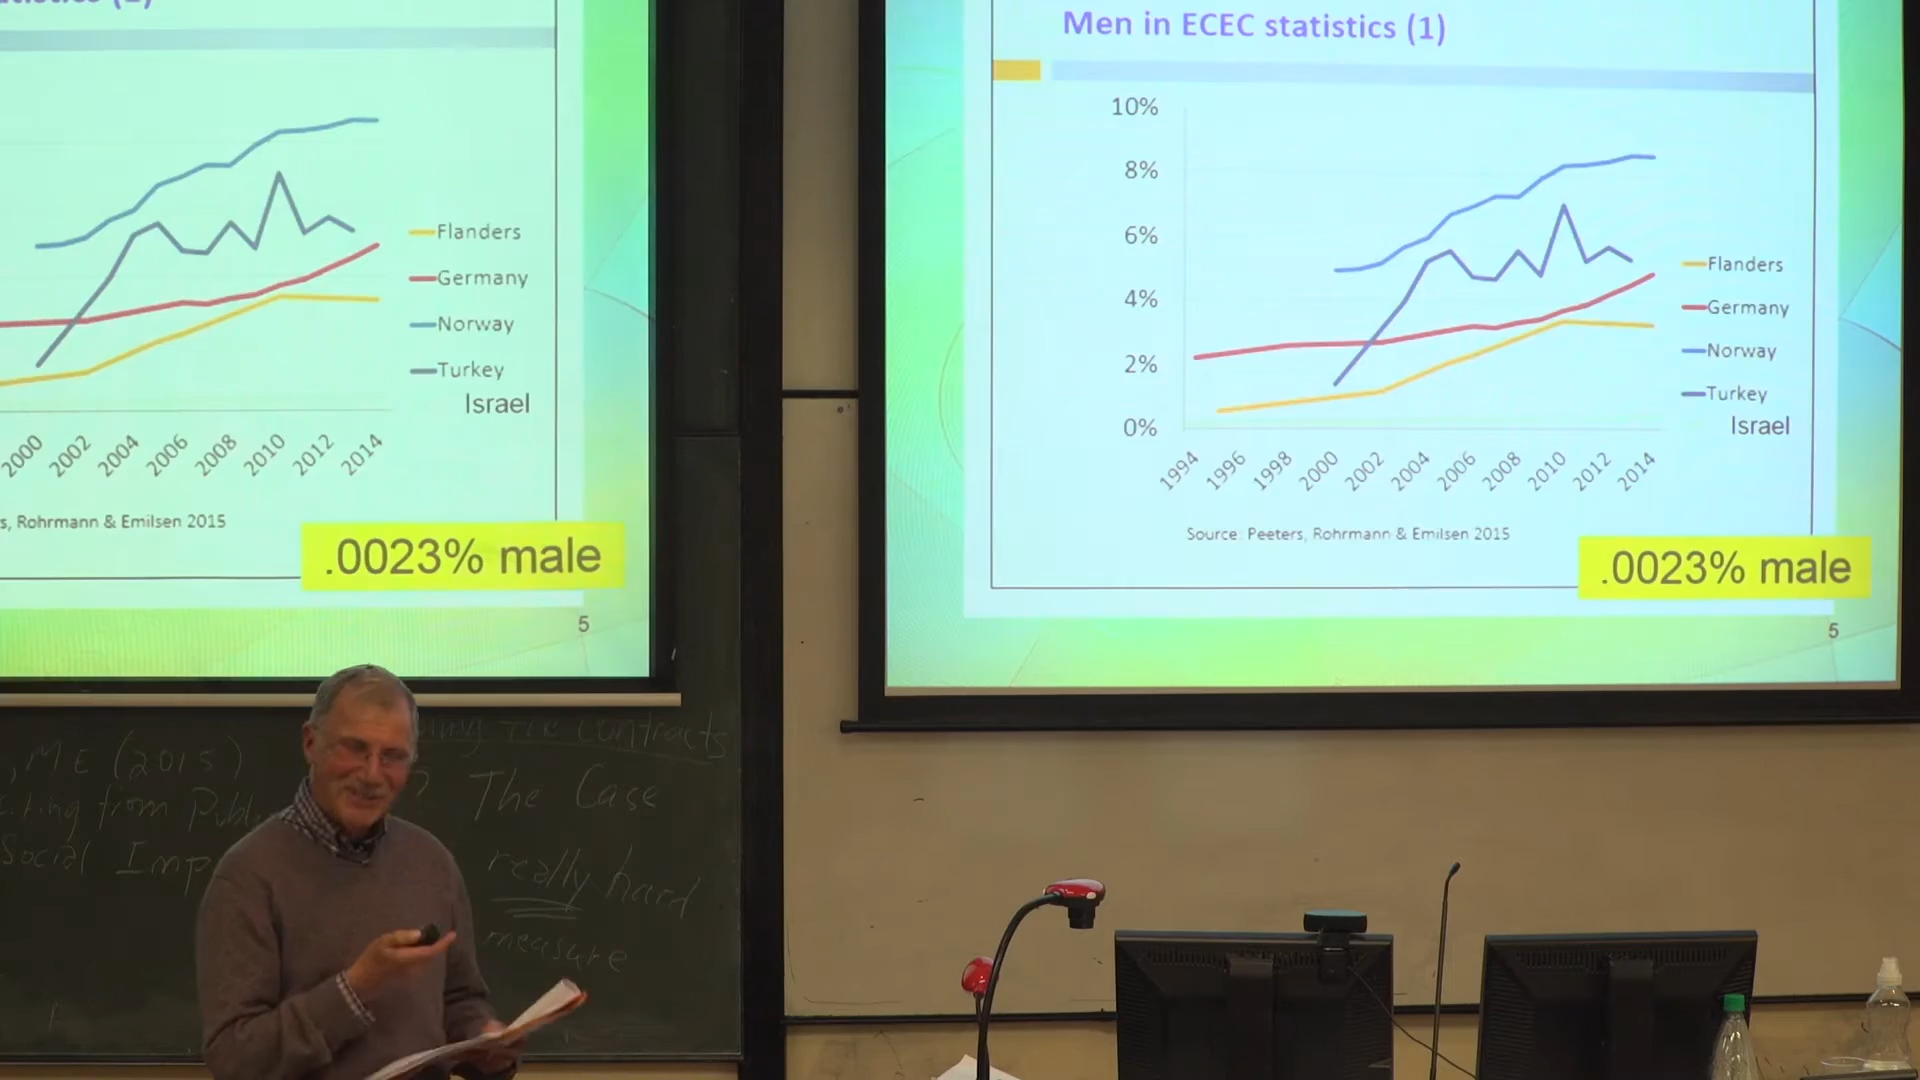 2000 2002 2004 2006 2008 2010 2012 2014
Flanders
Germany
Norway
Turkey
Israel
Rohrmann & Emilsen 2015
.0023% male
5
Men in ECEC statistics (1)
10%
8%
6%
4%
2%
0%
1994 1996 1998 2000 2002 2004 2006 2008 2010 2012 2014
Flanders
Germany
Norway
Turkey
Israel
Source: Peeters, Rohrmann & Emilsen 2015
.0023% male
5
THE contracts
, ME (2015)
? The Case
from
Social
really hard
measure